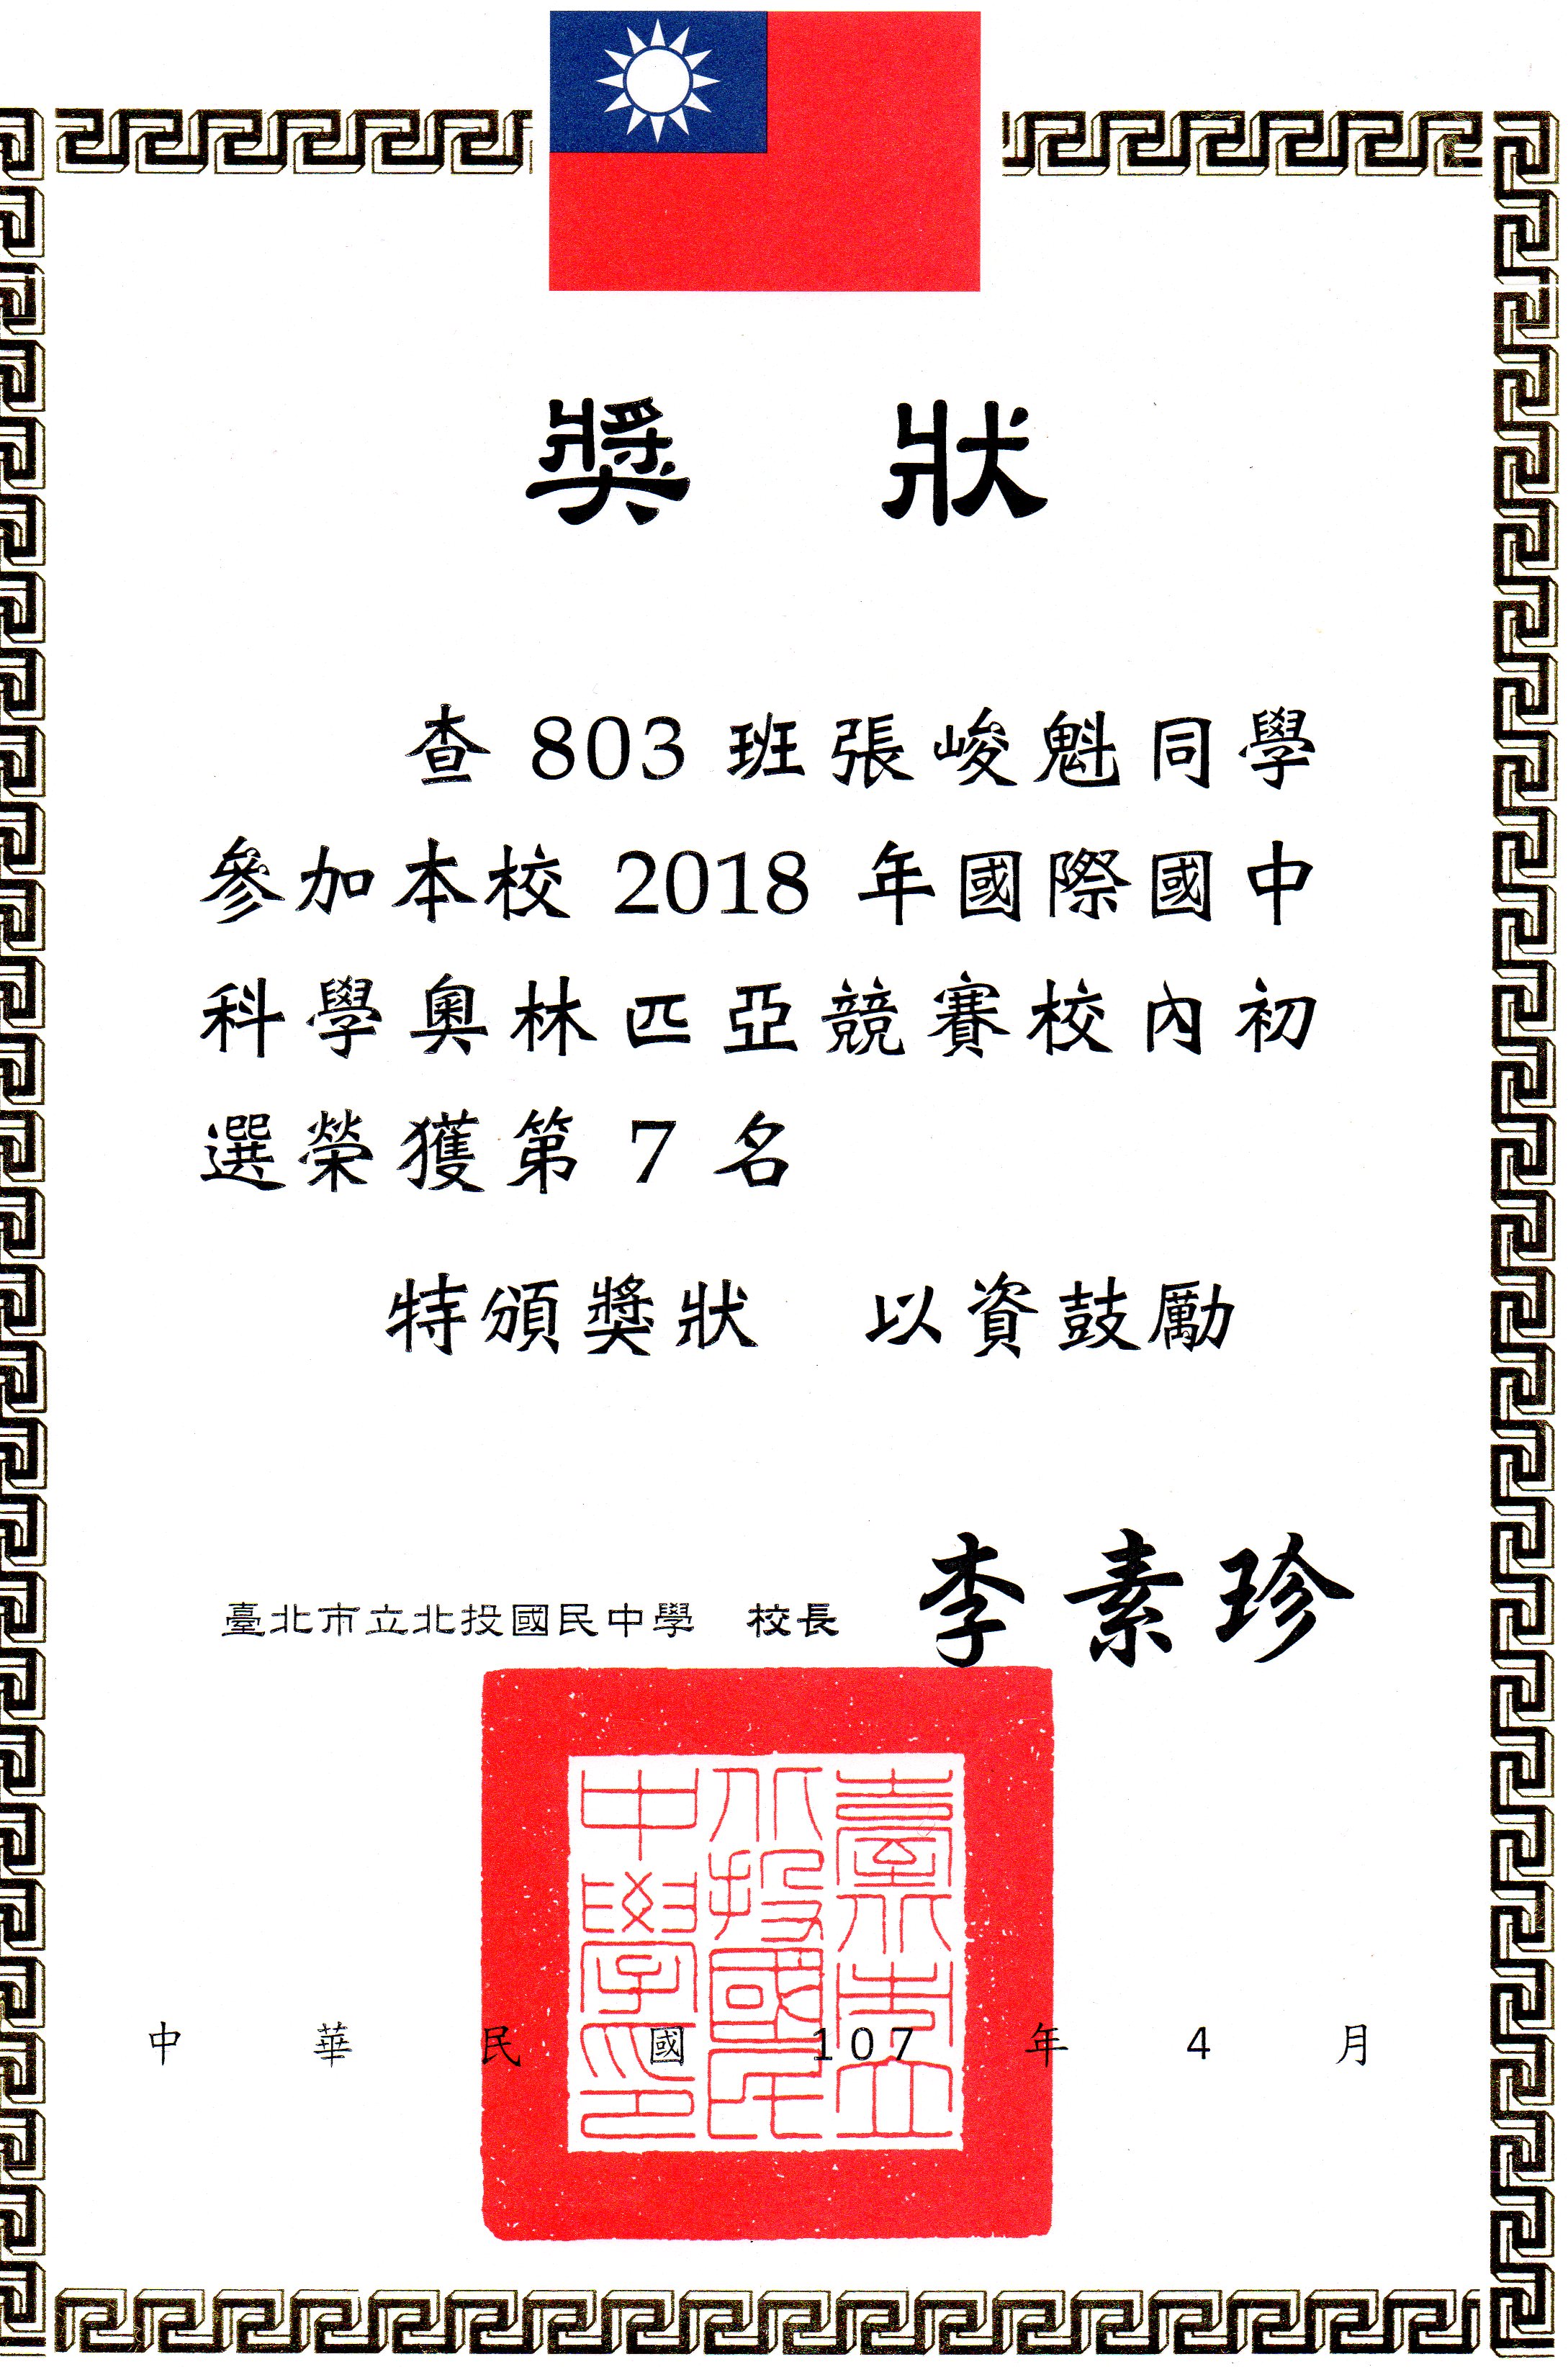 獎 狀
查 803 班張峻魁同學
參加本校 2018 年國際國中
科學奧林匹亞競賽校內初
選榮獲第 7 名
特頒獎狀 以資鼓勵
臺北市立北投國民中學 校長 李素珍
臺北市立
北投國民
中學印
中 華 民 國 107 年 4 月